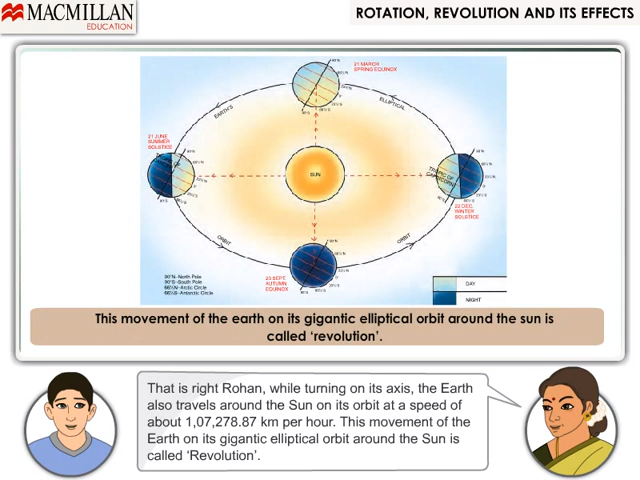 MACMILLAN
EDUCATION
ROTATION, REVOLUTION AND ITS EFFECTS
21 MARCH
SPRING EQUINOX
EARTH'S
ELLIPTICAL
21 JUNE
SUMMER
SOLSTICE
SUN
TROPIC OF
CAPRICORN
22 DEC.
WINTER
SOLSTICE
ORBIT
ORBIT
23 SEPT.
AUTUMN
EQUINOX
90°N-North Pole
90°S-South Pole
66½N-Arctic Circle
66½S-Antarctic Circle
DAY
NIGHT
This movement of the earth on its gigantic elliptical orbit around the sun is
called ‘revolution’.
That is right Rohan, while turning on its axis, the Earth
also travels around the Sun on its orbit at a speed of
about 1,07,278.87 km per hour. This movement of the
Earth on its gigantic elliptical orbit around the Sun is
called ‘Revolution’.